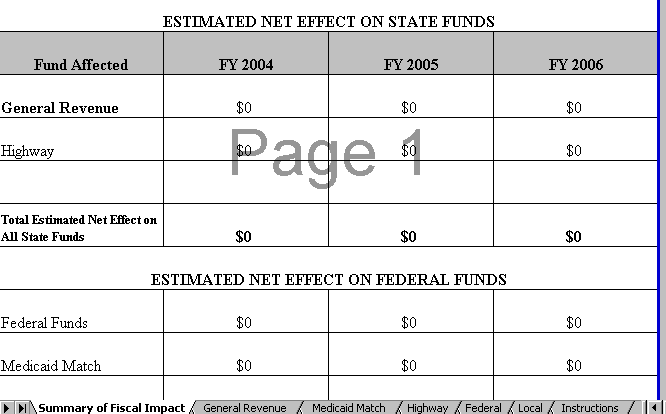 ESTIMATED NET EFFECT ON STATE FUNDS
Fund Affected FY 2004 FY 2005 FY 2006
General Revenue $0 $0 $0
Highway $0 $0 $0
Page 1
Total Estimated Net Effect on
All State Funds $0 $0 $0
ESTIMATED NET EFFECT ON FEDERAL FUNDS
Federal Funds $0 $0 $0
Medicaid Match $0 $0 $0
Summary of Fiscal Impact General Revenue Medicaid Match Highway Federal Local Instructions